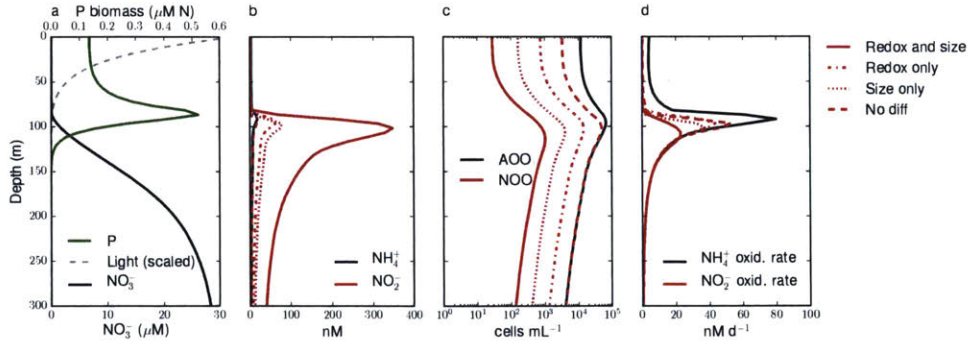 a P biomass (μM N)
0.0 0.1 0.2 0.3 0.4 0.5 0.6
b
c
d
0
50
100
150
200
250
300
Depth (m)
P
Light (scaled)
NO₃⁻
0 10 20 30
NO₃⁻ (μM)
NH₄⁺
NO₂⁻
0 100 200 300 400
nM
AOO
NOO
10⁰ 10¹ 10² 10³ 10⁴ 10⁵
cells mL⁻¹
NH₄⁺ oxid. rate
NO₂⁻ oxid. rate
0 20 40 60 80 100
nM d⁻¹
Redox and size
Redox only
Size only
No diff